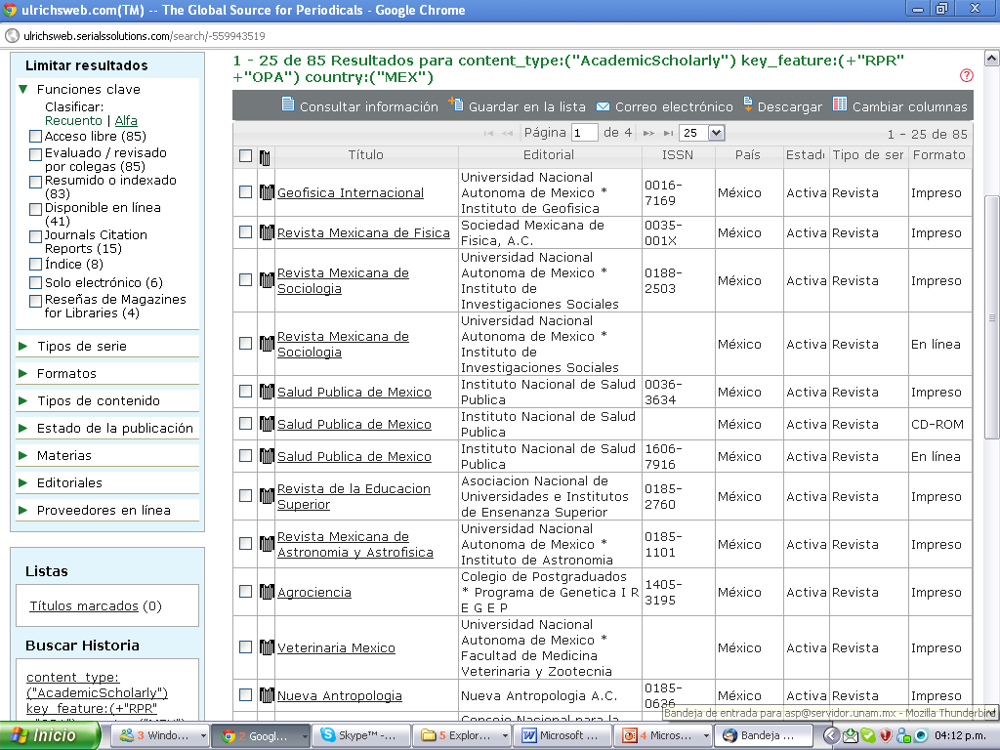 ulrichsweb.com(TM) -- The Global Source for Periodicals - Google Chrome
ulrichsweb.serialssolutions.com/search/-559943519
Limitar resultados
Funciones clave
Clasificar:
Recuento | Alfa
Acceso libre (85)
Evaluado / revisado
por colegas (85)
Resumido o indexado
(83)
Disponible en línea
(41)
Journals Citation
Reports (15)
Índice (8)
Solo electrónico (6)
Reseñas de Magazines
for Libraries (4)
Tipos de serie
Formatos
Tipos de contenido
Estado de la publicación
Materias
Editoriales
Proveedores en línea
Listas
Títulos marcados (0)
Buscar Historia
content_type:
("AcademicScholarly")
key_feature:(+"RPR"
1 - 25 de 85 Resultados para content_type:("AcademicScholarly") key_feature:(+"RPR"
+"OPA") country:("MEX")
?
Consultar información Guardar en la lista Correo electrónico Descargar Cambiar columnas
Página 1 de 4 25 1 - 25 de 85
Título Editorial ISSN País Estad Tipo de ser Formato
Geofisica Internacional
Universidad Nacional
Autonoma de Mexico *
Instituto de Geofisica
0016-
7169
México Activa Revista Impreso
Revista Mexicana de Fisica
Sociedad Mexicana de
Fisica, A.C.
0035-
001X
México Activa Revista Impreso
Revista Mexicana de
Sociologia
Universidad Nacional
Autonoma de Mexico *
Instituto de
Investigaciones Sociales
0188-
2503
México Activa Revista Impreso
Revista Mexicana de
Sociologia
Universidad Nacional
Autonoma de Mexico *
Instituto de
Investigaciones Sociales
México Activa Revista En línea
Salud Publica de Mexico
Instituto Nacional de Salud
Publica
0036-
3634
México Activa Revista Impreso
Salud Publica de Mexico
Instituto Nacional de Salud
Publica
México Activa Revista CD-ROM
Salud Publica de Mexico
Instituto Nacional de Salud
Publica
1606-
7916
México Activa Revista En línea
Revista de la Educacion
Superior
Asociacion Nacional de
Universidades e Institutos
de Ensenanza Superior
0185-
2760
México Activa Revista Impreso
Revista Mexicana de
Astronomia y Astrofisica
Universidad Nacional
Autonoma de Mexico *
Instituto de Astronomia
0185-
1101
México Activa Revista Impreso
Agrociencia
Colegio de Postgraduados
* Programa de Genetica I R
E G E P
1405-
3195
México Activa Revista Impreso
Veterinaria Mexico
Universidad Nacional
Autonoma de Mexico *
Facultad de Medicina
Veterinaria y Zootecnia
México Activa Revista Impreso
Nueva Antropologia
Nueva Antropologia A.C.
0185-
0636
México Activa Revista Impreso
Bandeja de entrada para asp@servidor.unam.mx - Mozilla Thunderbird
Inicio 3 Windo... 2 Googl... Skype™ -... 5 Explor... Microsoft ... 4 Micros... Bandeja ... 04:12 p.m.